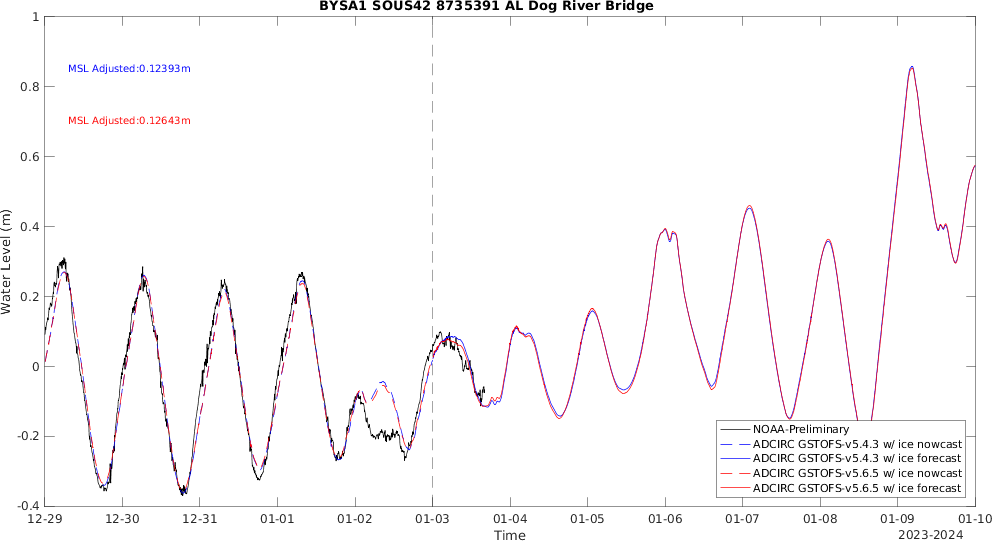 BYSA1 SOUS42 8735391 AL Dog River Bridge
Water Level (m)
1
0.8
0.6
0.4
0.2
0
-0.2
-0.4
MSL Adjusted:0.12393m
MSL Adjusted:0.12643m
NOAA-Preliminary
ADCIRC GSTOFS-v5.4.3 w/ ice nowcast
ADCIRC GSTOFS-v5.4.3 w/ ice forecast
ADCIRC GSTOFS-v5.6.5 w/ ice nowcast
ADCIRC GSTOFS-v5.6.5 w/ ice forecast
12-29 12-30 12-31 01-01 01-02 01-03 01-04 01-05 01-06 01-07 01-08 01-09 01-10
Time
2023-2024